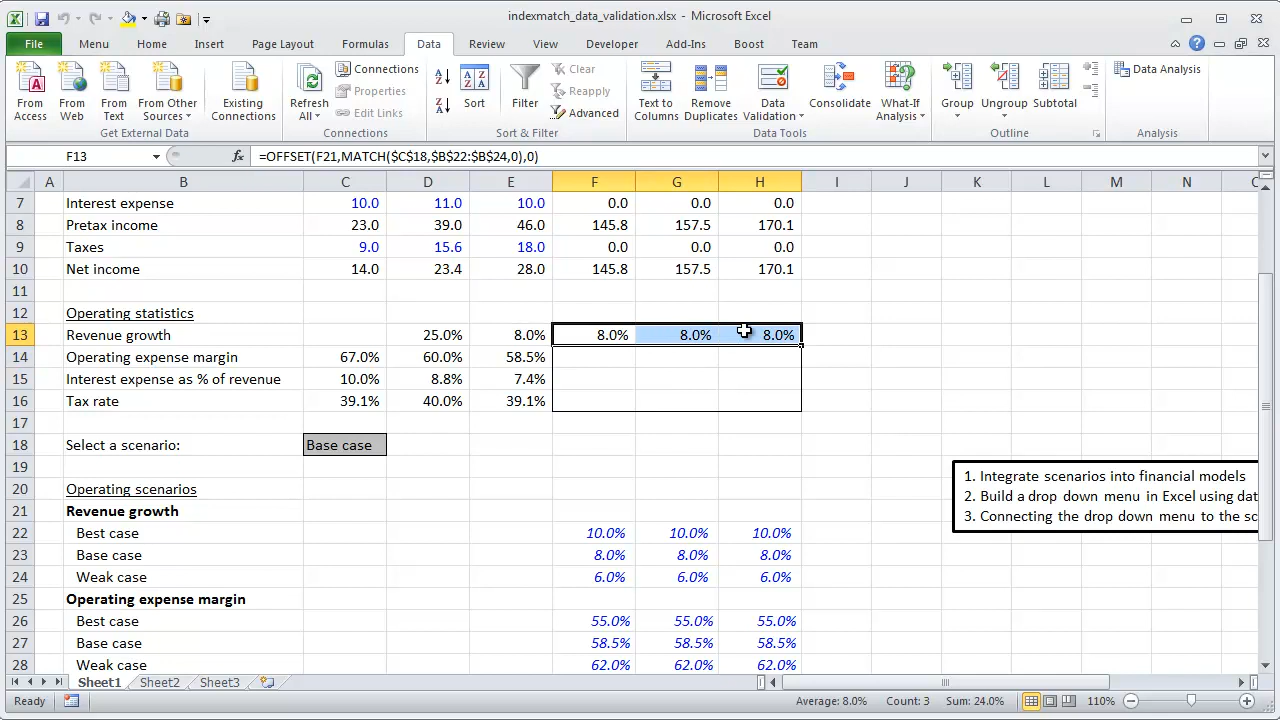 indexmatch_data_validation.xlsx - Microsoft Excel
File Menu Home Insert Page Layout Formulas Data Review View Developer Add-Ins Boost Team
From Access From Web From Text From Other Sources Existing Connections Refresh All Connections Properties Edit Links Sort Filter Clear Reapply Advanced Text to Columns Remove Duplicates Data Validation Consolidate What-If Analysis Group Ungroup Subtotal Data Analysis
Get External Data Connections Sort & Filter Data Tools Outline Analysis
F13 fx =OFFSET(F21,MATCH($C$18,$B$22:$B$24,0),0)
A B C D E F G H I J K L M N
7 Interest expense 10.0 11.0 10.0 0.0 0.0 0.0
8 Pretax income 23.0 39.0 46.0 145.8 157.5 170.1
9 Taxes 9.0 15.6 18.0 0.0 0.0 0.0
10 Net income 14.0 23.4 28.0 145.8 157.5 170.1
11
12 Operating statistics
13 Revenue growth 25.0% 8.0% 8.0% 8.0% 8.0%
14 Operating expense margin 67.0% 60.0% 58.5%
15 Interest expense as % of revenue 10.0% 8.8% 7.4%
16 Tax rate 39.1% 40.0% 39.1%
17
18 Select a scenario: Base case
19 1. Integrate scenarios into financial models
20 Operating scenarios 2. Build a drop down menu in Excel using dat
21 Revenue growth 3. Connecting the drop down menu to the sc
22 Best case 10.0% 10.0% 10.0%
23 Base case 8.0% 8.0% 8.0%
24 Weak case 6.0% 6.0% 6.0%
25 Operating expense margin
26 Best case 55.0% 55.0% 55.0%
27 Base case 58.5% 58.5% 58.5%
28 Weak case 62.0% 62.0% 62.0%
Sheet1 Sheet2 Sheet3
Ready Average: 8.0% Count: 3 Sum: 24.0% 110%